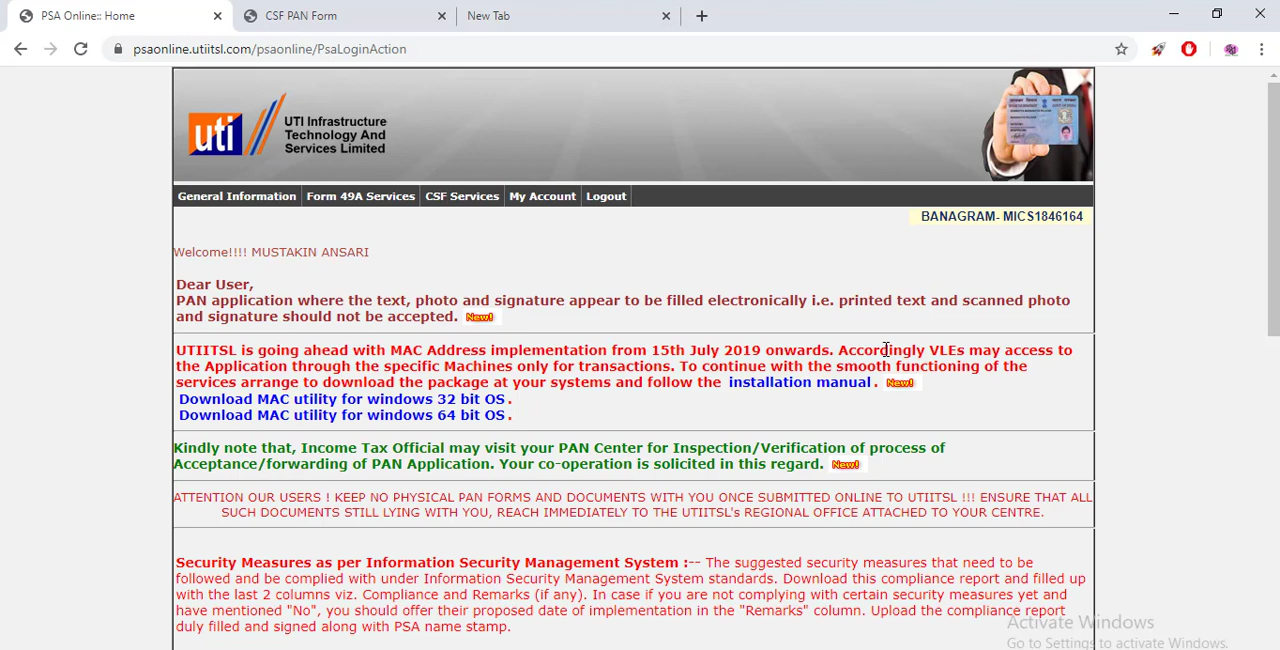 PSA Online:: Home
CSF PAN Form
New Tab
psaonline.utiitsl.com/psaonline/PsaLoginAction
uti
UTI Infrastructure
Technology And
Services Limited
General Information
Form 49A Services
CSF Services
My Account
Logout
BANAGRAM- MICS1846164
Welcome!!!! MUSTAKIN ANSARI
Dear User,
PAN application where the text, photo and signature appear to be filled electronically i.e. printed text and scanned photo
and signature should not be accepted. New!
UTIITSL is going ahead with MAC Address implementation from 15th July 2019 onwards. Accordingly VLEs may access to
the Application through the specific Machines only for transactions. To continue with the smooth functioning of the
services arrange to download the package at your systems and follow the installation manual. New!
Download MAC utility for windows 32 bit OS.
Download MAC utility for windows 64 bit OS.
Kindly note that, Income Tax Official may visit your PAN Center for Inspection/Verification of process of
Acceptance/forwarding of PAN Application. Your co-operation is solicited in this regard. New!
ATTENTION OUR USERS ! KEEP NO PHYSICAL PAN FORMS AND DOCUMENTS WITH YOU ONCE SUBMITTED ONLINE TO UTIITSL !!! ENSURE THAT ALL
SUCH DOCUMENTS STILL LYING WITH YOU, REACH IMMEDIATELY TO THE UTIITSL's REGIONAL OFFICE ATTACHED TO YOUR CENTRE.
Security Measures as per Information Security Management System :-- The suggested security measures that need to be
followed and be complied with under Information Security Management System standards. Download this compliance report and filled up
with the last 2 columns viz. Compliance and Remarks (if any). In case if you are not complying with certain security measures yet and
have mentioned "No", you should offer their proposed date of implementation in the "Remarks" column. Upload the compliance report
duly filled and signed along with PSA name stamp.
Activate Windows
Go to Settings to activate Windows.